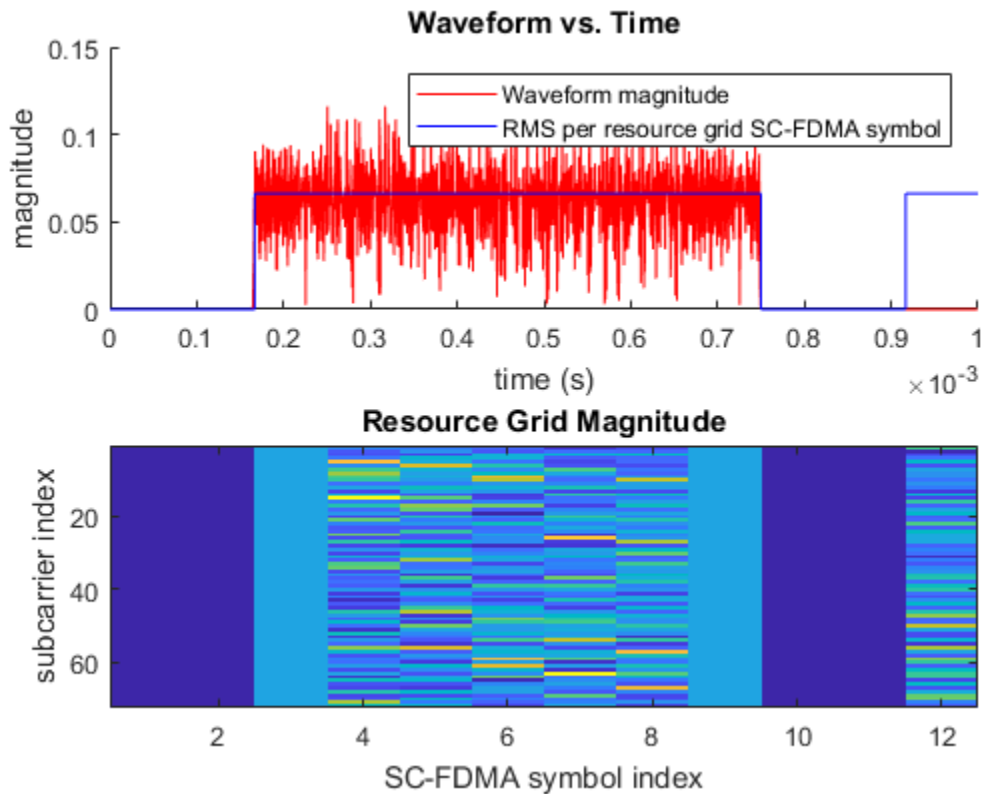 Waveform vs. Time
0.15
0.1
0.05
0
magnitude
Waveform magnitude
RMS per resource grid SC-FDMA symbol
0 0.1 0.2 0.3 0.4 0.5 0.6 0.7 0.8 0.9 1
time (s)
× 10⁻³
Resource Grid Magnitude
subcarrier index
20
40
60
2 4 6 8 10 12
SC-FDMA symbol index